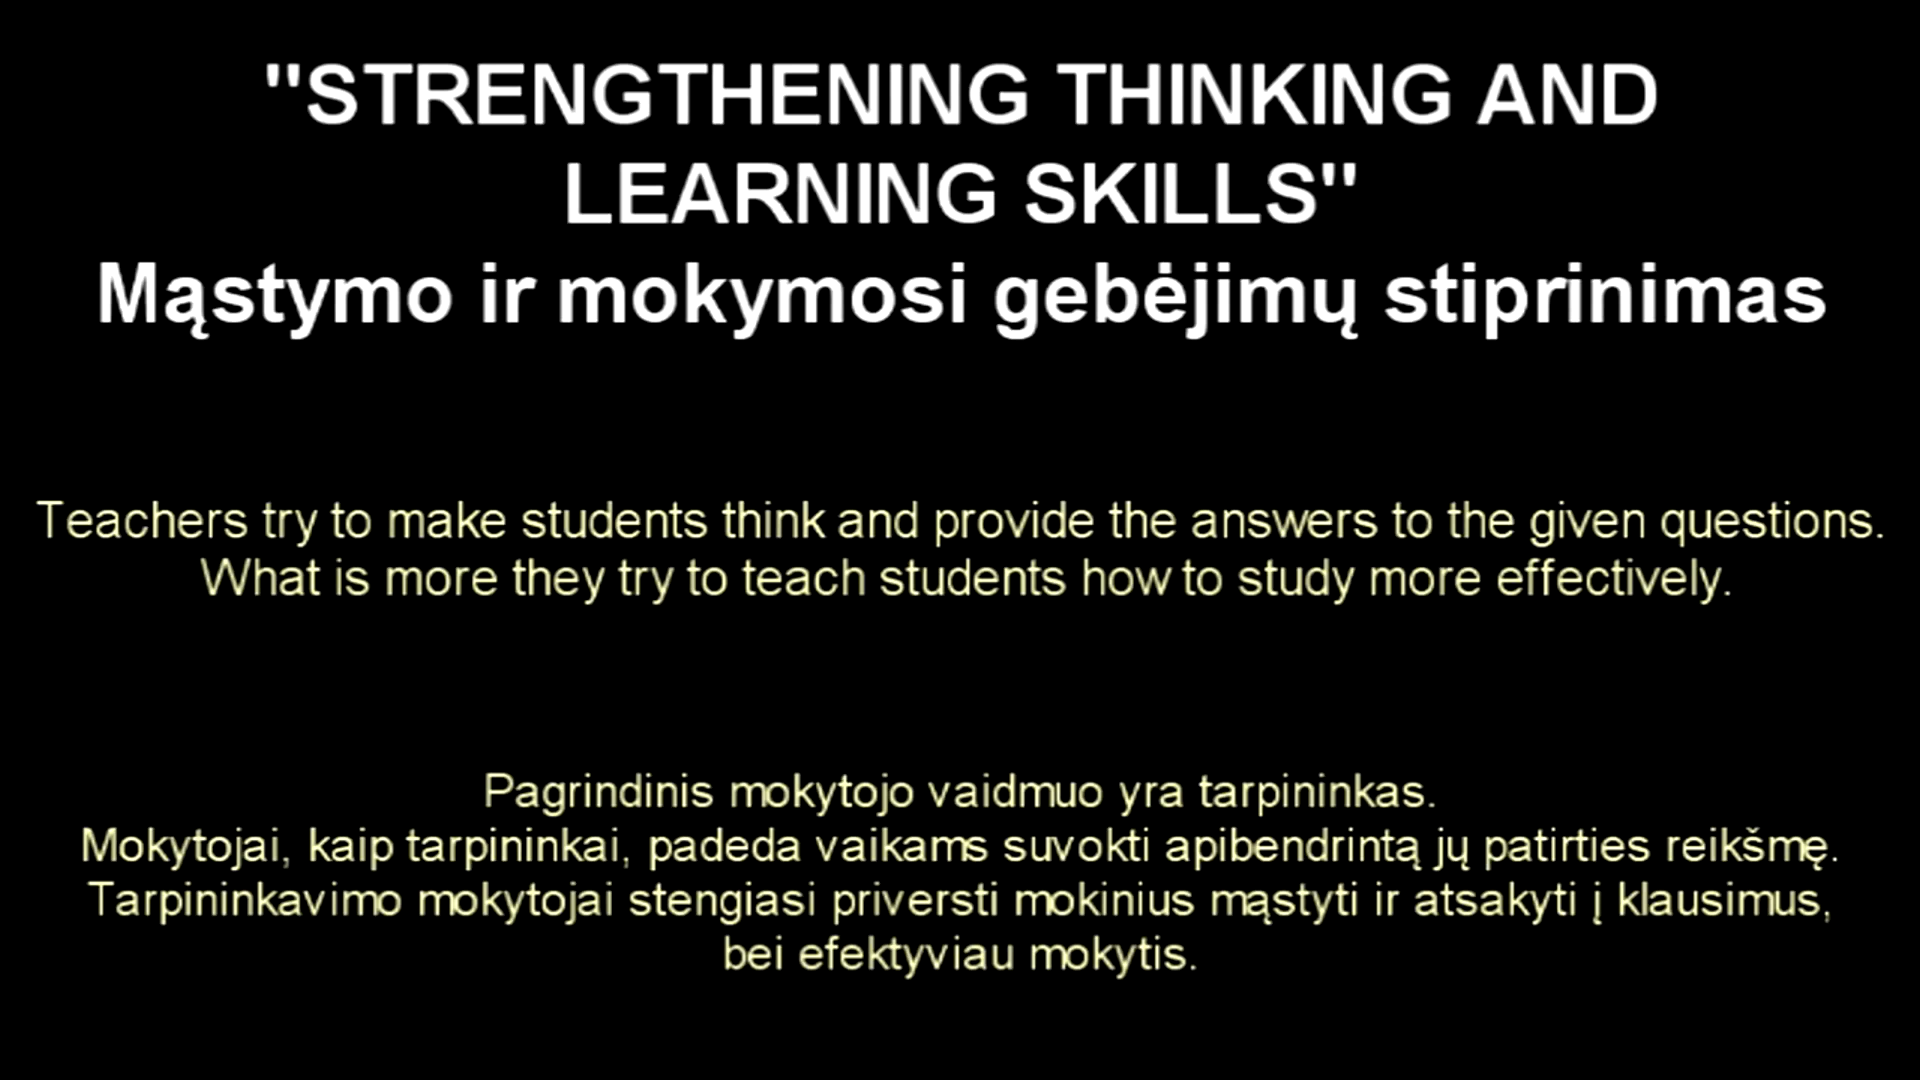 "STRENGTHENING THINKING AND
LEARNING SKILLS"
Mąstymo ir mokymosi gebėjimų stiprinimas
Teachers try to make students think and provide the answers to the given questions.
What is more they try to teach students how to study more effectively.
Pagrindinis mokytojo vaidmuo yra tarpininkas.
Mokytojai, kaip tarpininkai, padeda vaikams suvokti apibendrintą jų patirties reikšmę.
Tarpininkavimo mokytojai stengiasi priversti mokinius mąstyti ir atsakyti į klausimus,
bei efektyviau mokytis.